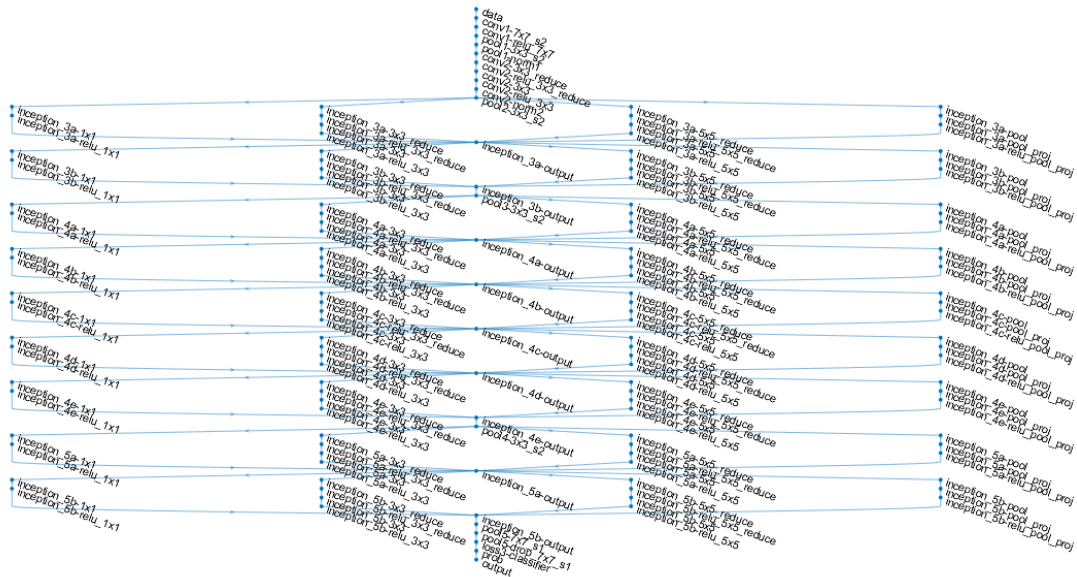 data
conv1-7x7_s2
conv1-relu_7x7
pool1-3x3_s2
pool1-norm1
conv2-3x3_reduce
conv2-relu_3x3_reduce
conv2-3x3
conv2-relu_3x3
conv2-norm2
pool2-3x3_s2
inception_3a-1x1
inception_3a-relu_1x1
inception_3a-3x3_reduce
inception_3a-relu_3x3_reduce
inception_3a-3x3
inception_3a-relu_3x3
inception_3a-5x5_reduce
inception_3a-relu_5x5_reduce
inception_3a-5x5
inception_3a-relu_5x5
inception_3a-pool
inception_3a-pool_proj
inception_3a-relu_pool_proj
inception_3a-output
inception_3b-1x1
inception_3b-relu_1x1
inception_3b-3x3_reduce
inception_3b-relu_3x3_reduce
inception_3b-3x3
inception_3b-relu_3x3
inception_3b-5x5_reduce
inception_3b-relu_5x5_reduce
inception_3b-5x5
inception_3b-relu_5x5
inception_3b-pool
inception_3b-pool_proj
inception_3b-relu_pool_proj
inception_3b-output
pool3-3x3_s2
inception_4a-1x1
inception_4a-relu_1x1
inception_4a-3x3_reduce
inception_4a-relu_3x3_reduce
inception_4a-3x3
inception_4a-relu_3x3
inception_4a-5x5_reduce
inception_4a-relu_5x5_reduce
inception_4a-5x5
inception_4a-relu_5x5
inception_4a-pool
inception_4a-pool_proj
inception_4a-relu_pool_proj
inception_4a-output
inception_4b-1x1
inception_4b-relu_1x1
inception_4b-3x3_reduce
inception_4b-relu_3x3_reduce
inception_4b-3x3
inception_4b-relu_3x3
inception_4b-5x5_reduce
inception_4b-relu_5x5_reduce
inception_4b-5x5
inception_4b-relu_5x5
inception_4b-pool
inception_4b-pool_proj
inception_4b-relu_pool_proj
inception_4b-output
inception_4c-1x1
inception_4c-relu_1x1
inception_4c-3x3_reduce
inception_4c-relu_3x3_reduce
inception_4c-3x3
inception_4c-relu_3x3
inception_4c-5x5_reduce
inception_4c-relu_5x5_reduce
inception_4c-5x5
inception_4c-relu_5x5
inception_4c-pool
inception_4c-pool_proj
inception_4c-relu_pool_proj
inception_4c-output
inception_4d-1x1
inception_4d-relu_1x1
inception_4d-3x3_reduce
inception_4d-relu_3x3_reduce
inception_4d-3x3
inception_4d-relu_3x3
inception_4d-5x5_reduce
inception_4d-relu_5x5_reduce
inception_4d-5x5
inception_4d-relu_5x5
inception_4d-pool
inception_4d-pool_proj
inception_4d-relu_pool_proj
inception_4d-output
inception_4e-1x1
inception_4e-relu_1x1
inception_4e-3x3_reduce
inception_4e-relu_3x3_reduce
inception_4e-3x3
inception_4e-relu_3x3
inception_4e-5x5_reduce
inception_4e-relu_5x5_reduce
inception_4e-5x5
inception_4e-relu_5x5
inception_4e-pool
inception_4e-pool_proj
inception_4e-relu_pool_proj
inception_4e-output
pool4-3x3_s2
inception_5a-1x1
inception_5a-relu_1x1
inception_5a-3x3_reduce
inception_5a-relu_3x3_reduce
inception_5a-3x3
inception_5a-relu_3x3
inception_5a-5x5_reduce
inception_5a-relu_5x5_reduce
inception_5a-5x5
inception_5a-relu_5x5
inception_5a-pool
inception_5a-pool_proj
inception_5a-relu_pool_proj
inception_5a-output
inception_5b-1x1
inception_5b-relu_1x1
inception_5b-3x3_reduce
inception_5b-relu_3x3_reduce
inception_5b-3x3
inception_5b-relu_3x3
inception_5b-5x5_reduce
inception_5b-relu_5x5_reduce
inception_5b-5x5
inception_5b-relu_5x5
inception_5b-pool
inception_5b-pool_proj
inception_5b-relu_pool_proj
inception_5b-output
pool5-7x7_s1
pool5-drop_7x7_s1
loss3-classifier
prob
output